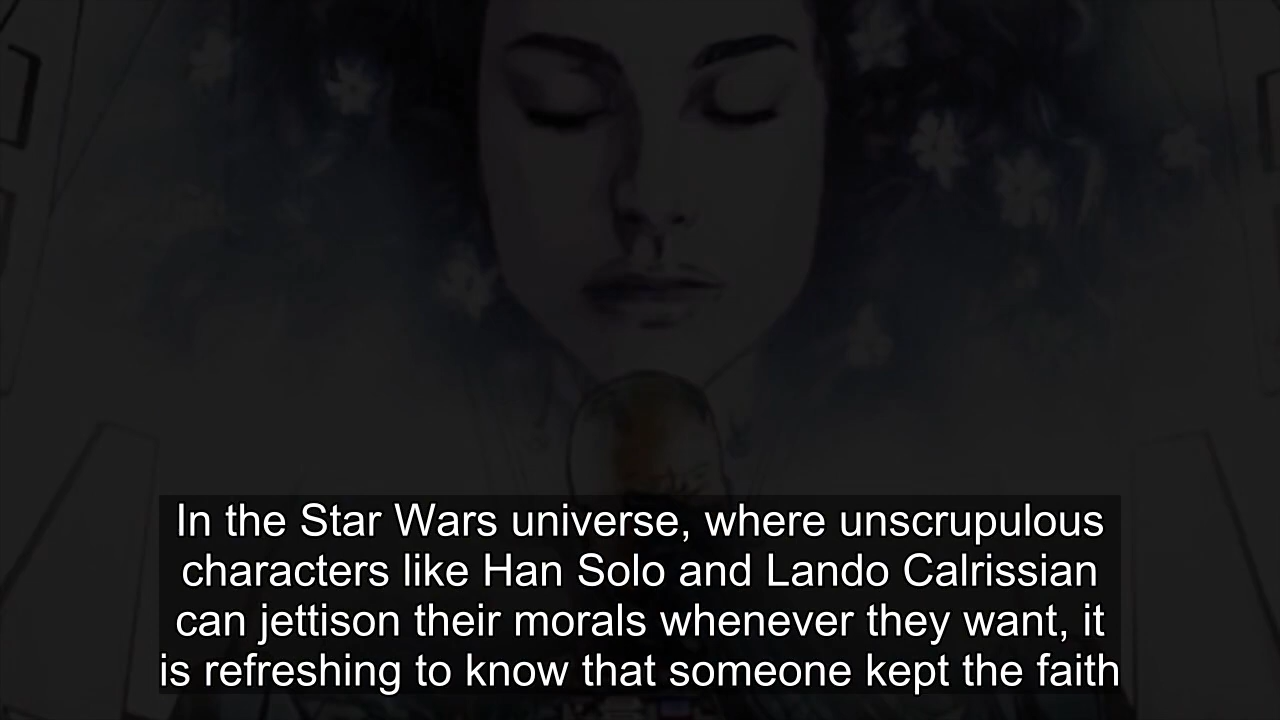 In the Star Wars universe, where unscrupulous
characters like Han Solo and Lando Calrissian
can jettison their morals whenever they want, it
is refreshing to know that someone kept the faith